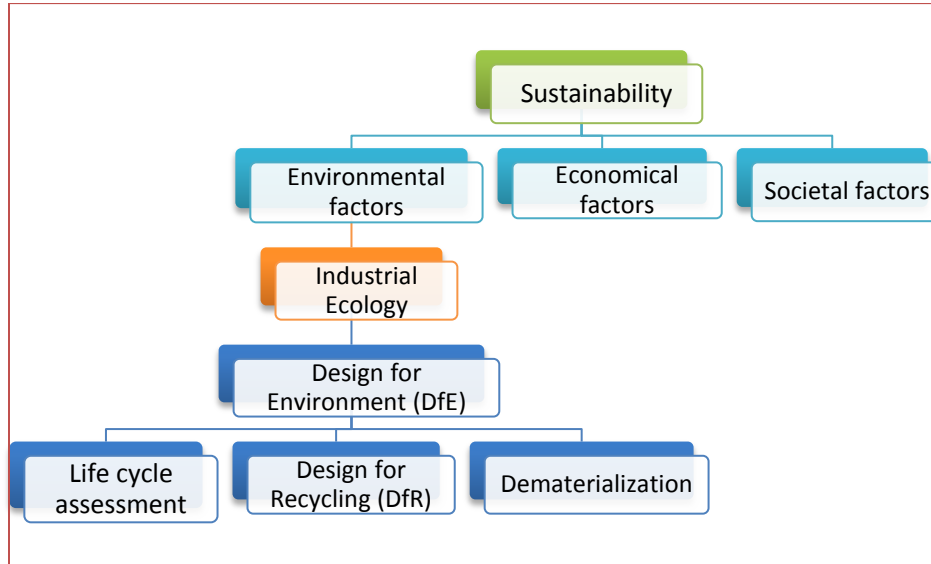 Sustainability
Environmental
factors
Economical
factors
Societal factors
Industrial
Ecology
Design for
Environment (DfE)
Life cycle
assessment
Design for
Recycling (DfR)
Dematerialization